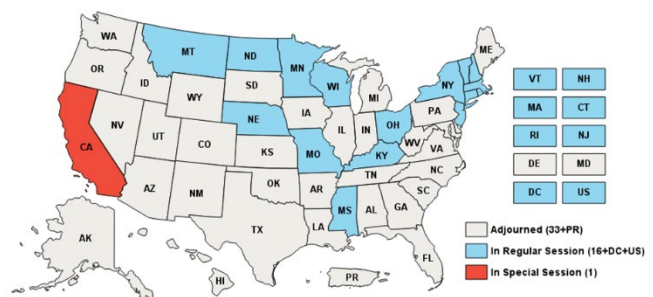 WA
MT
ND
MN
ME
OR
ID
SD
WI
NY
VT
NH
WY
MI
MA
CT
NV
NE
IA
PA
RI
NJ
CA
UT
CO
IL
IN
OH
DE
MD
KS
MO
KY
WV
VA
DC
US
AZ
NM
OK
AR
TN
NC
SC
MS
AL
GA
TX
LA
AK
FL
HI
PR
Adjourned (33+PR)
In Regular Session (16+DC+US)
In Special Session (1)